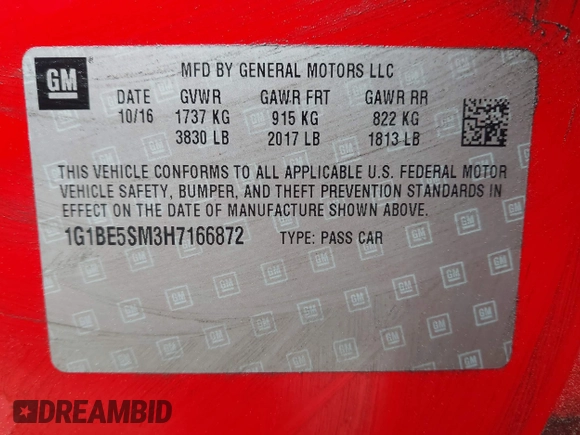 GM MFD BY GENERAL MOTORS LLC
DATE GVWR GAWR FRT GAWR RR
10/16 1737 KG 915 KG 822 KG
3830 LB 2017 LB 1813 LB
THIS VEHICLE CONFORMS TO ALL APPLICABLE U.S. FEDERAL MOTOR
VEHICLE SAFETY, BUMPER, AND THEFT PREVENTION STANDARDS IN
EFFECT ON THE DATE OF MANUFACTURE SHOWN ABOVE.
1G1BE5SM3H7166872 TYPE: PASS CAR
DREAMBID